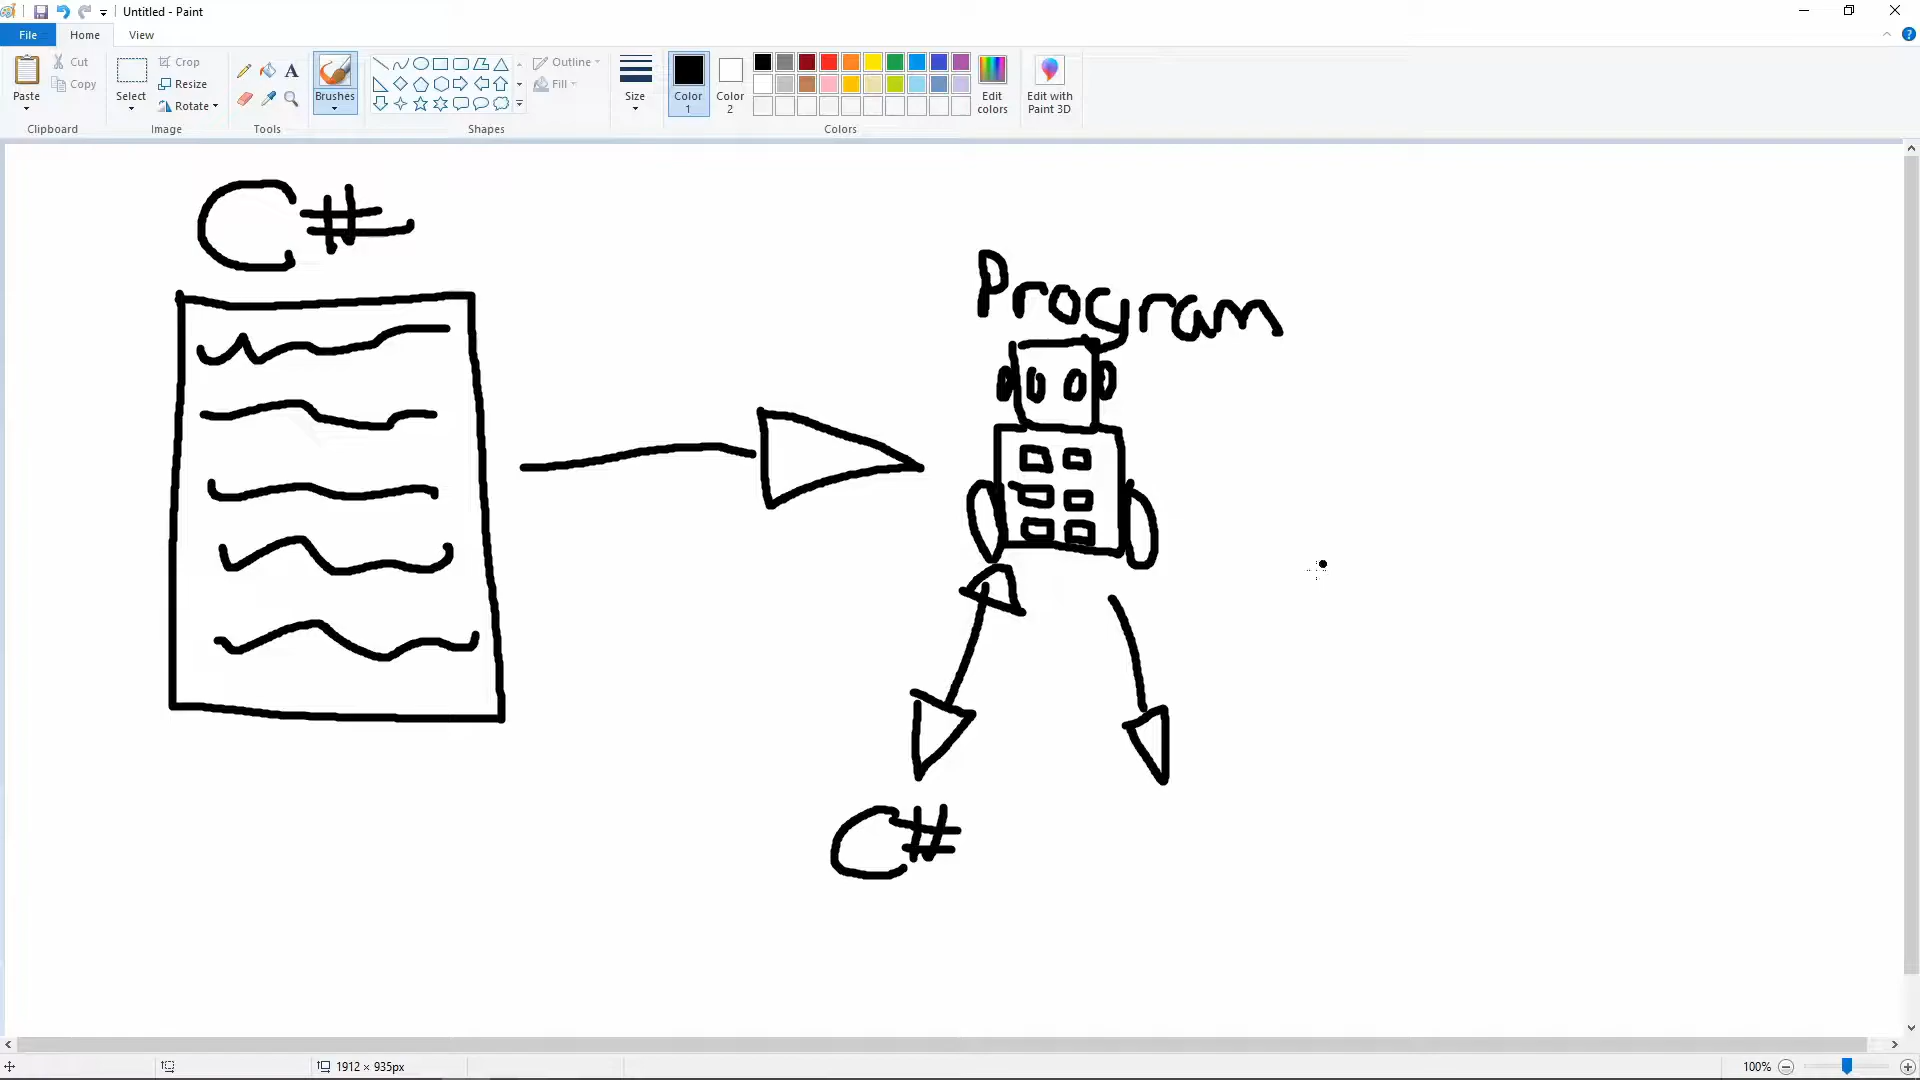 Untitled - Paint
File Home View
Paste
Cut
Copy
Clipboard
Select
Crop
Resize
Rotate
Image
A
Tools
Brushes
Shapes
Outline
Fill
Size
Color 1
Color 2
Edit colors
Colors
Edit with Paint 3D
C#
Program
C#
1912 × 935px
100%